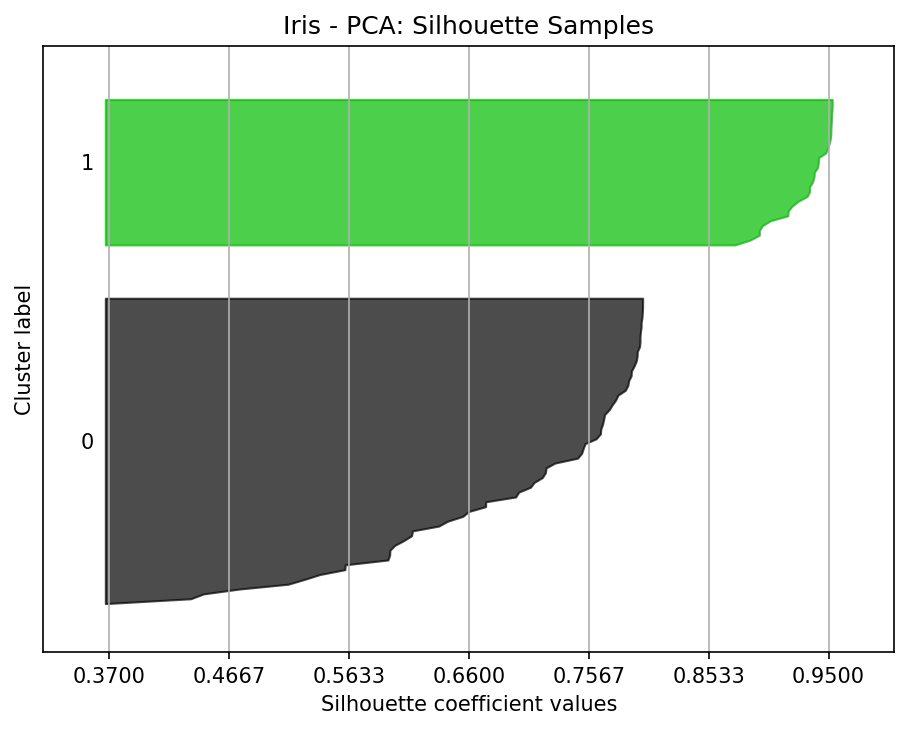 Iris - PCA: Silhouette Samples
1
0
Cluster label
0.3700 0.4667 0.5633 0.6600 0.7567 0.8533 0.9500
Silhouette coefficient values